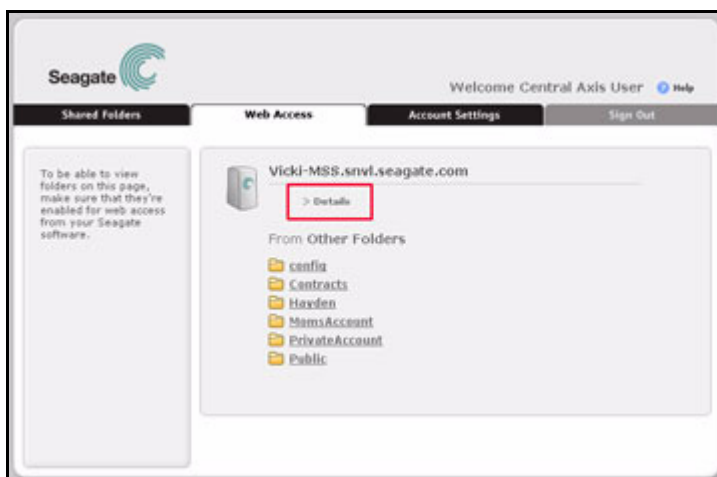 Seagate
Welcome Central Axis User ? Help
Shared Folders Web Access Account Settings Sign Out
To be able to view
folders on this page,
make sure that they're
enabled for web access
from your Seagate
software.
Vicki-MSS.snvl.seagate.com
> Details
From Other Folders
config
Contracts
Hayden
MomsAccount
PrivateAccount
Public